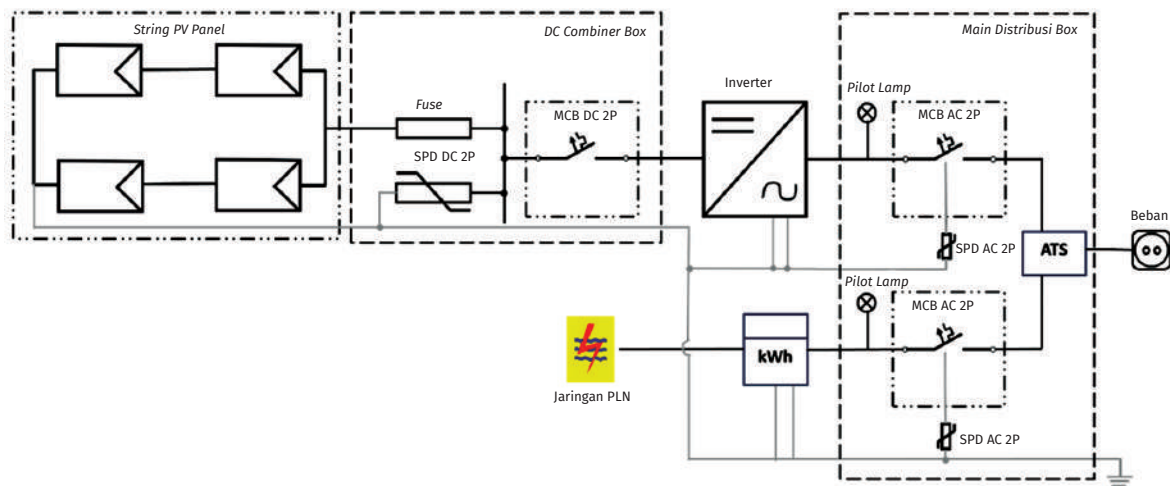 String PV Panel
DC Combiner Box
Main Distribusi Box
Fuse
SPD DC 2P
MCB DC 2P
Inverter
Pilot Lamp
MCB AC 2P
SPD AC 2P
ATS
Beban
Pilot Lamp
MCB AC 2P
kWh
Jaringan PLN
SPD AC 2P